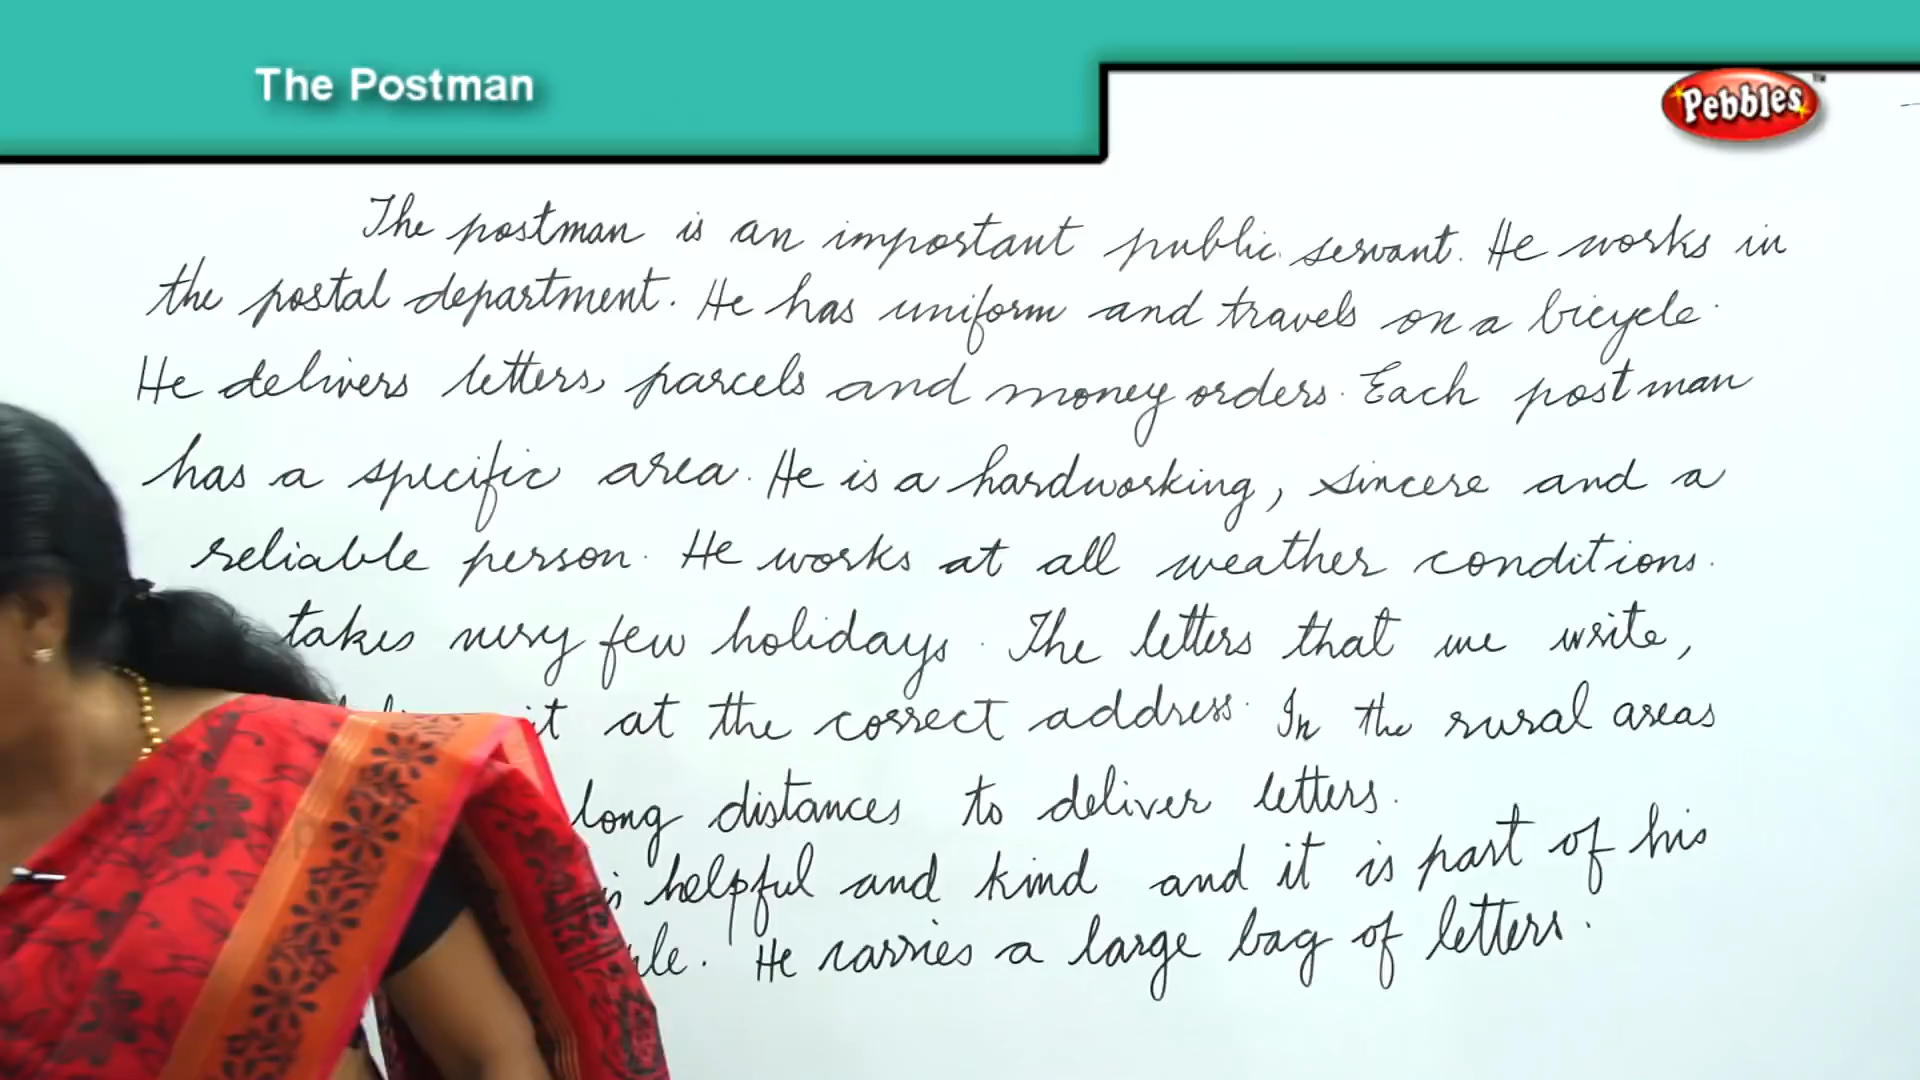 The Postman
Pebbles™
The postman is an important public servant. He works in
the postal department. He has uniform and travels on a bicycle.
He delivers letters, parcels and money orders. Each postman
has a specific area. He is a hardworking, sincere and a
reliable person. He works at all weather conditions.
takes very few holidays. The letters that we write,
it at the correct address. In the rural areas
long distances to deliver letters.
is helpful and kind and it is part of his
He carries a large bag of letters.